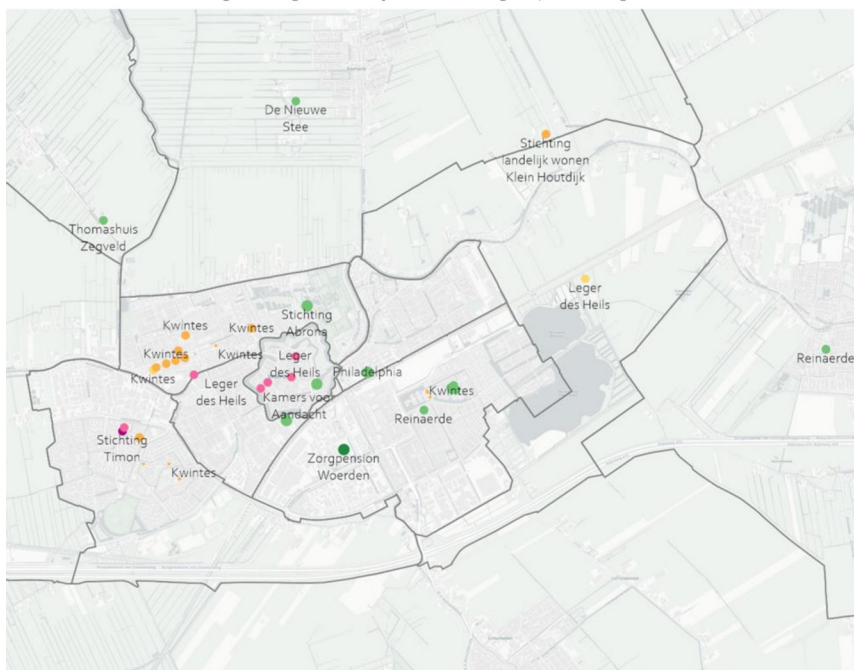 De Nieuwe
Stee
Stichting
landelijk wonen
Klein Houtdijk
Thomashuis
Zegveld
Leger
des Heils
Stichting
Abrona
Kwintes
Kwintes
Kwintes
Kwintes
Kwintes
Leger
des Heils
Leger
des Heils
Philadelphia
Kamers voor
Aandacht
Kwintes
Reinaerde
Reinaerde
Stichting
Timon
Kwintes
Zorgpension
Woerden